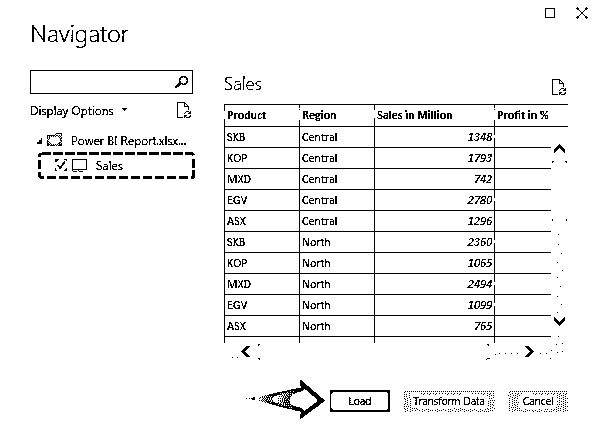 Navigator
Display Options
Power BI Report.xlsx...
Sales
Sales
Product Region Sales in Million Profit in %
SKB Central 1348
KOP Central 1793
MXD Central 742
EGV Central 2780
ASX Central 1296
SKB North 2360
KOP North 1065
MXD North 2494
EGV North 1099
ASX North 765
Load Transform Data Cancel